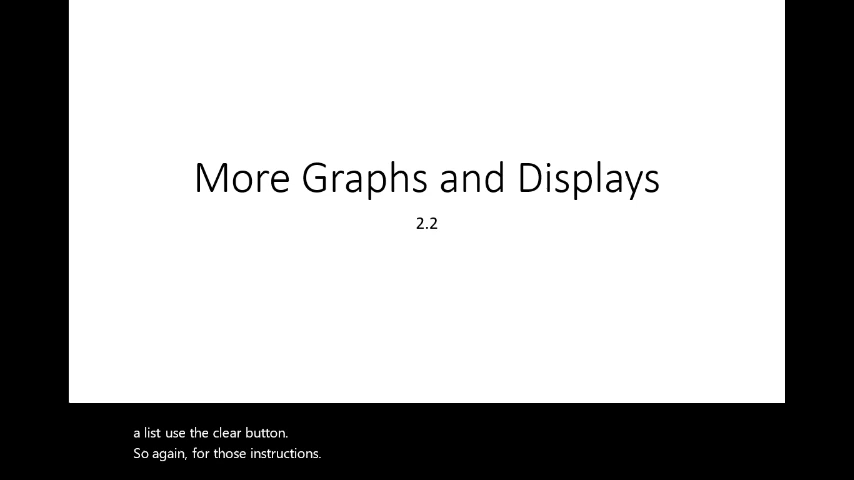 More Graphs and Displays
2.2
a list use the clear button.
So again, for those instructions.